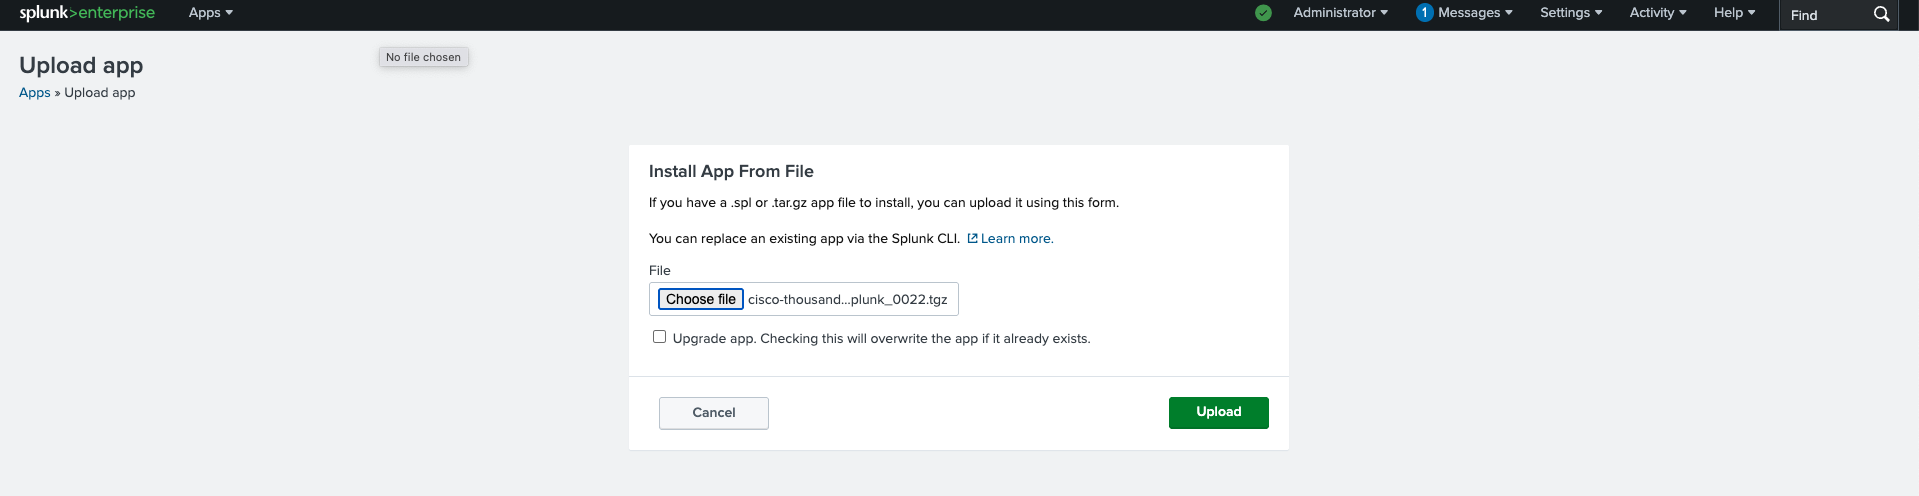 splunk>enterprise Apps Administrator 1 Messages Settings Activity Help Find
No file chosen
Upload app
Apps » Upload app
Install App From File
If you have a .spl or .tar.gz app file to install, you can upload it using this form.
You can replace an existing app via the Splunk CLI. Learn more.
File
Choose file cisco-thousand...plunk_0022.tgz
Upgrade app. Checking this will overwrite the app if it already exists.
Cancel Upload